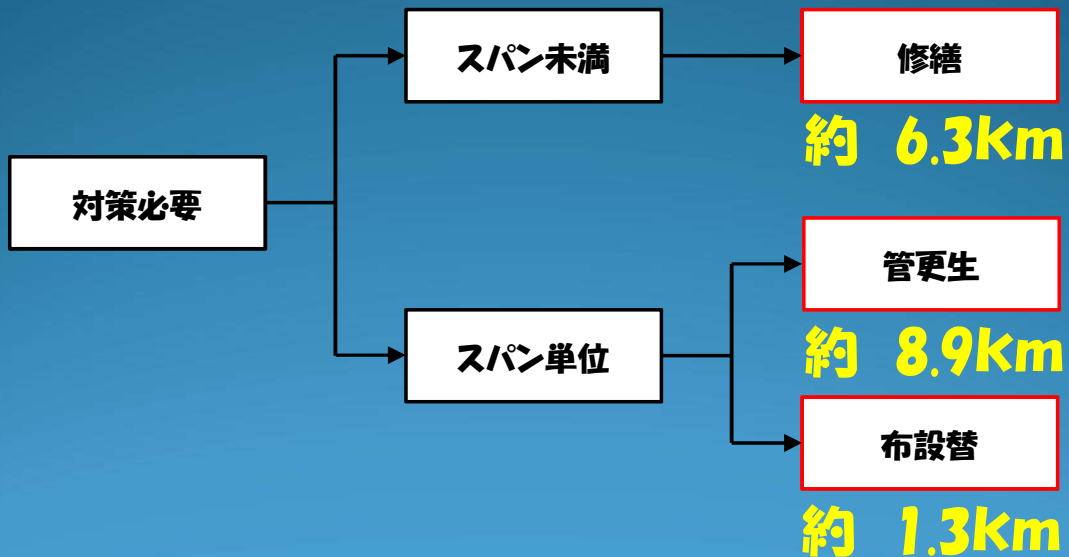 対策必要
スパン未満
修繕
約 6.3km
スパン単位
管更生
約 8.9km
布設替
約 1.3km